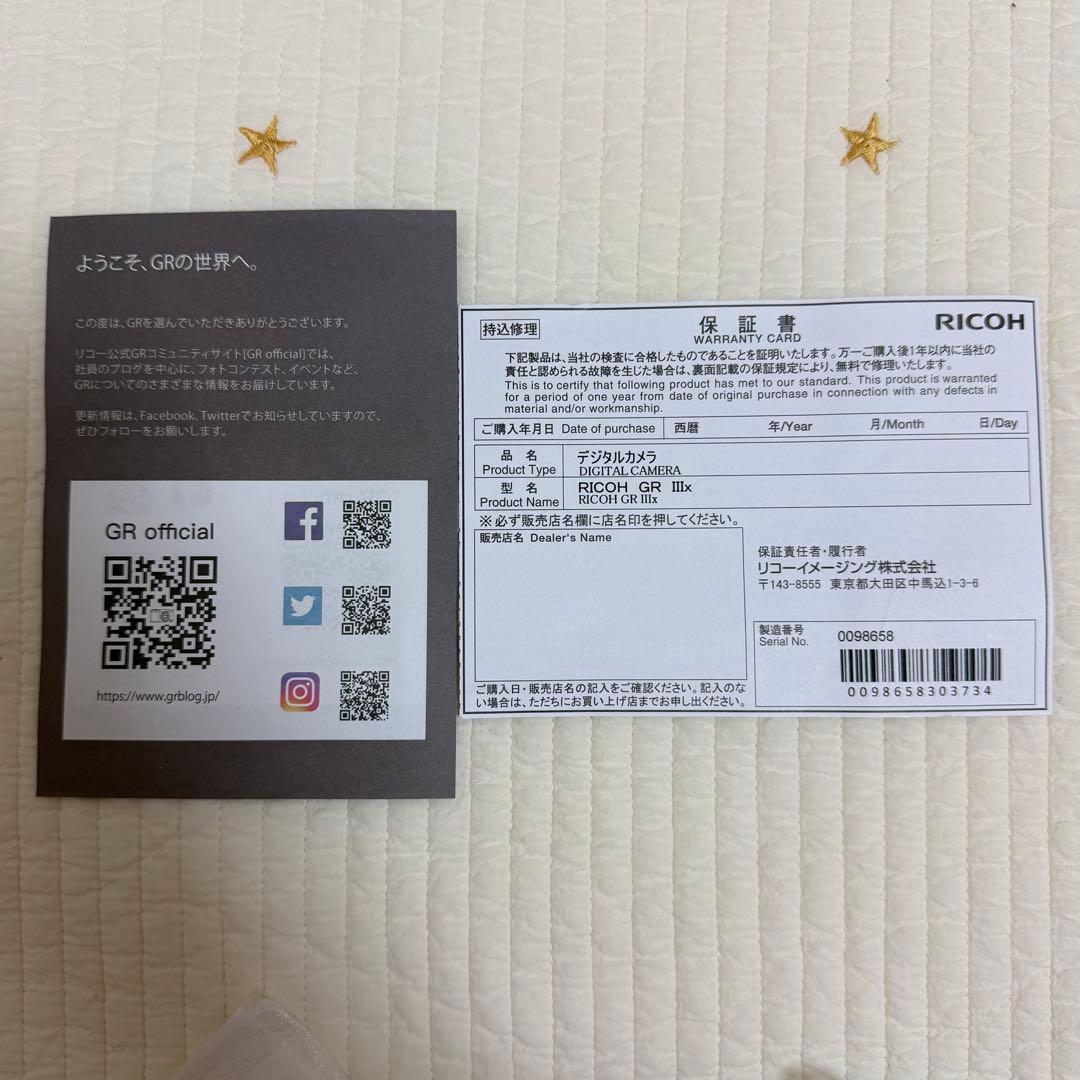 ようこそ、GRの世界へ。
この度は、GRを選んでいただきありがとうございます。
リコー公式GRコミュニティサイト[GR official]では、
社員のブログを中心に、フォトコンテスト、イベントなど、
GRについてのさまざまな情報をお届けしています。
更新情報は、Facebook、Twitterでお知らせしていますので、
ぜひフォローをお願いします。
GR official
https://www.grblog.jp/
持込修理
保証書
WARRANTY CARD
RICOH
下記製品は、当社の検査に合格したものであることを証明いたします。万一ご購入後1年以内に当社の
責任と認められる故障を生じた場合は、裏面記載の保証規定により、無料で修理いたします。
This is to certify that following product has met to our standard. This product is warranted
for a period of one year from date of original purchase in connection with any defects in
material and/or workmanship.
ご購入年月日 Date of purchase 西暦 年/Year 月/Month 日/Day
品名 デジタルカメラ
Product Type DIGITAL CAMERA
型名 RICOH GR IIIx
Product Name RICOH GR IIIx
※必ず販売店名欄に店名印を押してください。
販売店名 Dealer's Name
保証責任者・履行者
リコーイメージング株式会社
〒143-8555 東京都大田区中馬込1-3-6
製造番号 0098658
Serial No.
0098658303734
ご購入日・販売店名の記入をご確認ください。記入のな
い場合は、ただちにお買い上げ店までお申し出ください。